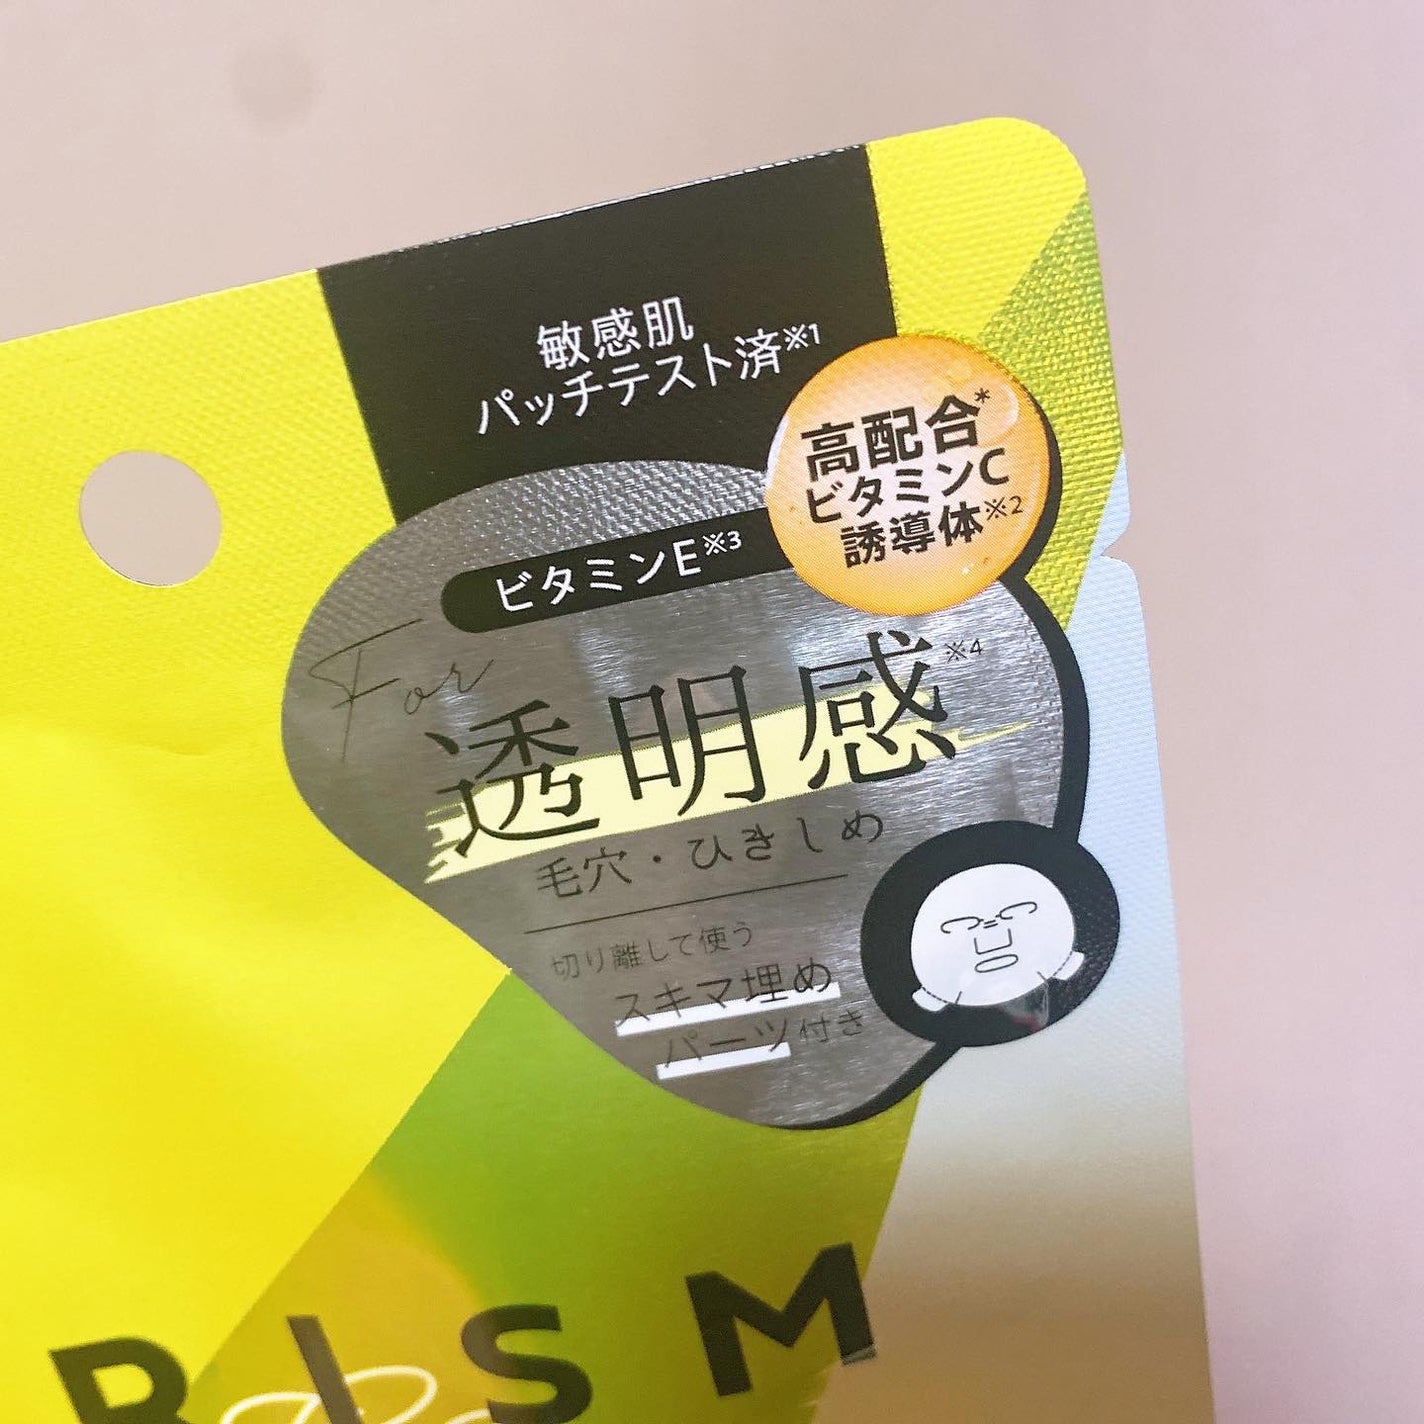 敏感肌
パッチテスト済※1
高配合*
ビタミンC
誘導体※2
ビタミンE※3
For
透明感※4
毛穴・ひきしめ
切り離して使う
スキマ埋め
パーツ付き
RISM